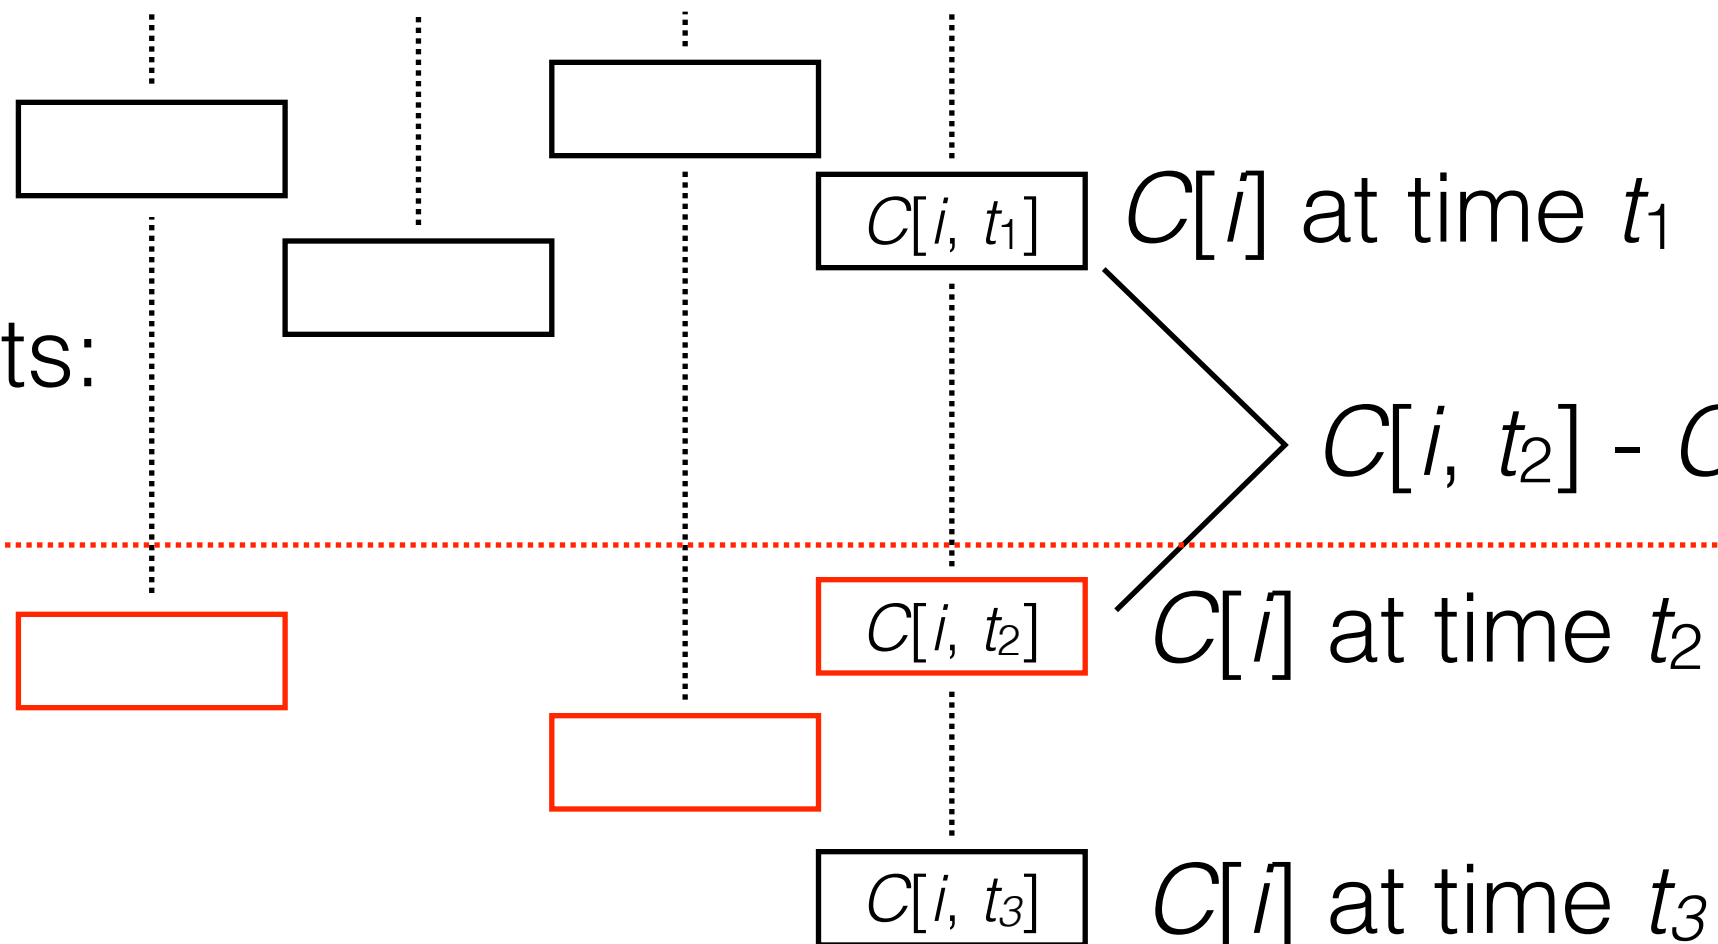 C[i, t₁] C[i] at time t₁
ts:
C[i, t₂] - C
C[i, t₂] C[i] at time t₂
C[i, t₃] C[i] at time t₃